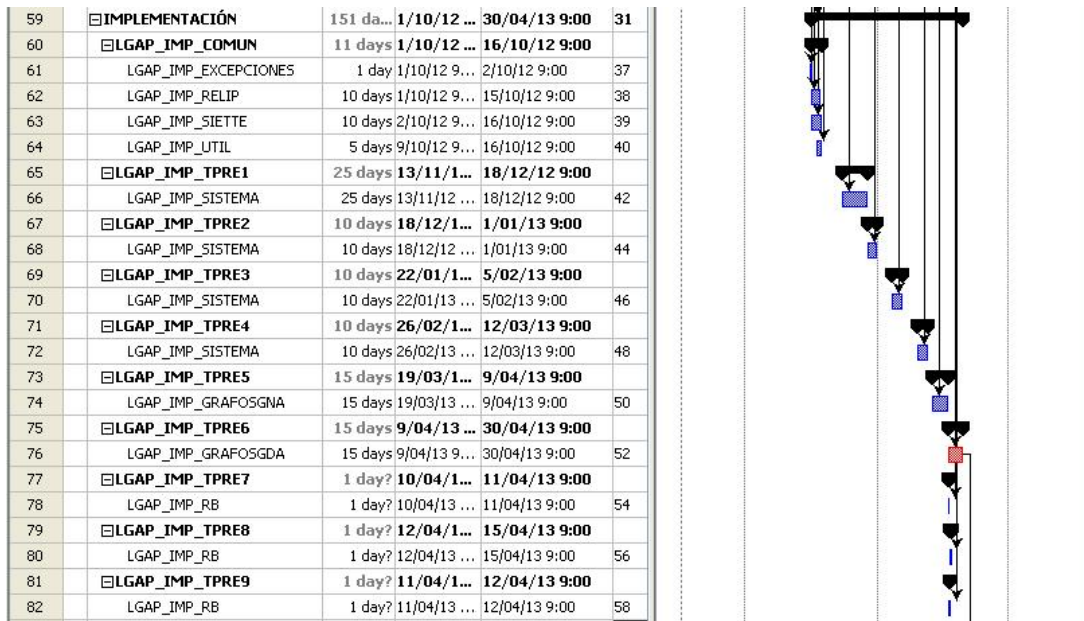 59 IMPLEMENTACIÓN 151 da... 1/10/12 ... 30/04/13 9:00 31
60 LGAP_IMP_COMUN 11 days 1/10/12 ... 16/10/12 9:00
61 LGAP_IMP_EXCEPCIONES 1 day 1/10/12 9... 2/10/12 9:00 37
62 LGAP_IMP_RELIP 10 days 1/10/12 9... 15/10/12 9:00 38
63 LGAP_IMP_SIETTE 10 days 2/10/12 9... 16/10/12 9:00 39
64 LGAP_IMP_UTIL 5 days 9/10/12 9... 16/10/12 9:00 40
65 LGAP_IMP_TPRE1 25 days 13/11/1... 18/12/12 9:00
66 LGAP_IMP_SISTEMA 25 days 13/11/12 ... 18/12/12 9:00 42
67 LGAP_IMP_TPRE2 10 days 18/12/1... 1/01/13 9:00
68 LGAP_IMP_SISTEMA 10 days 18/12/12 ... 1/01/13 9:00 44
69 LGAP_IMP_TPRE3 10 days 22/01/1... 5/02/13 9:00
70 LGAP_IMP_SISTEMA 10 days 22/01/13 ... 5/02/13 9:00 46
71 LGAP_IMP_TPRE4 10 days 26/02/1... 12/03/13 9:00
72 LGAP_IMP_SISTEMA 10 days 26/02/13 ... 12/03/13 9:00 48
73 LGAP_IMP_TPRE5 15 days 19/03/1... 9/04/13 9:00
74 LGAP_IMP_GRAFOSGNA 15 days 19/03/13 ... 9/04/13 9:00 50
75 LGAP_IMP_TPRE6 15 days 9/04/13 ... 30/04/13 9:00
76 LGAP_IMP_GRAFOSGDA 15 days 9/04/13 9... 30/04/13 9:00 52
77 LGAP_IMP_TPRE7 1 day? 10/04/1... 11/04/13 9:00
78 LGAP_IMP_RB 1 day? 10/04/13 ... 11/04/13 9:00 54
79 LGAP_IMP_TPRE8 1 day? 12/04/1... 15/04/13 9:00
80 LGAP_IMP_RB 1 day? 12/04/13 ... 15/04/13 9:00 56
81 LGAP_IMP_TPRE9 1 day? 11/04/1... 12/04/13 9:00
82 LGAP_IMP_RB 1 day? 11/04/13 ... 12/04/13 9:00 58